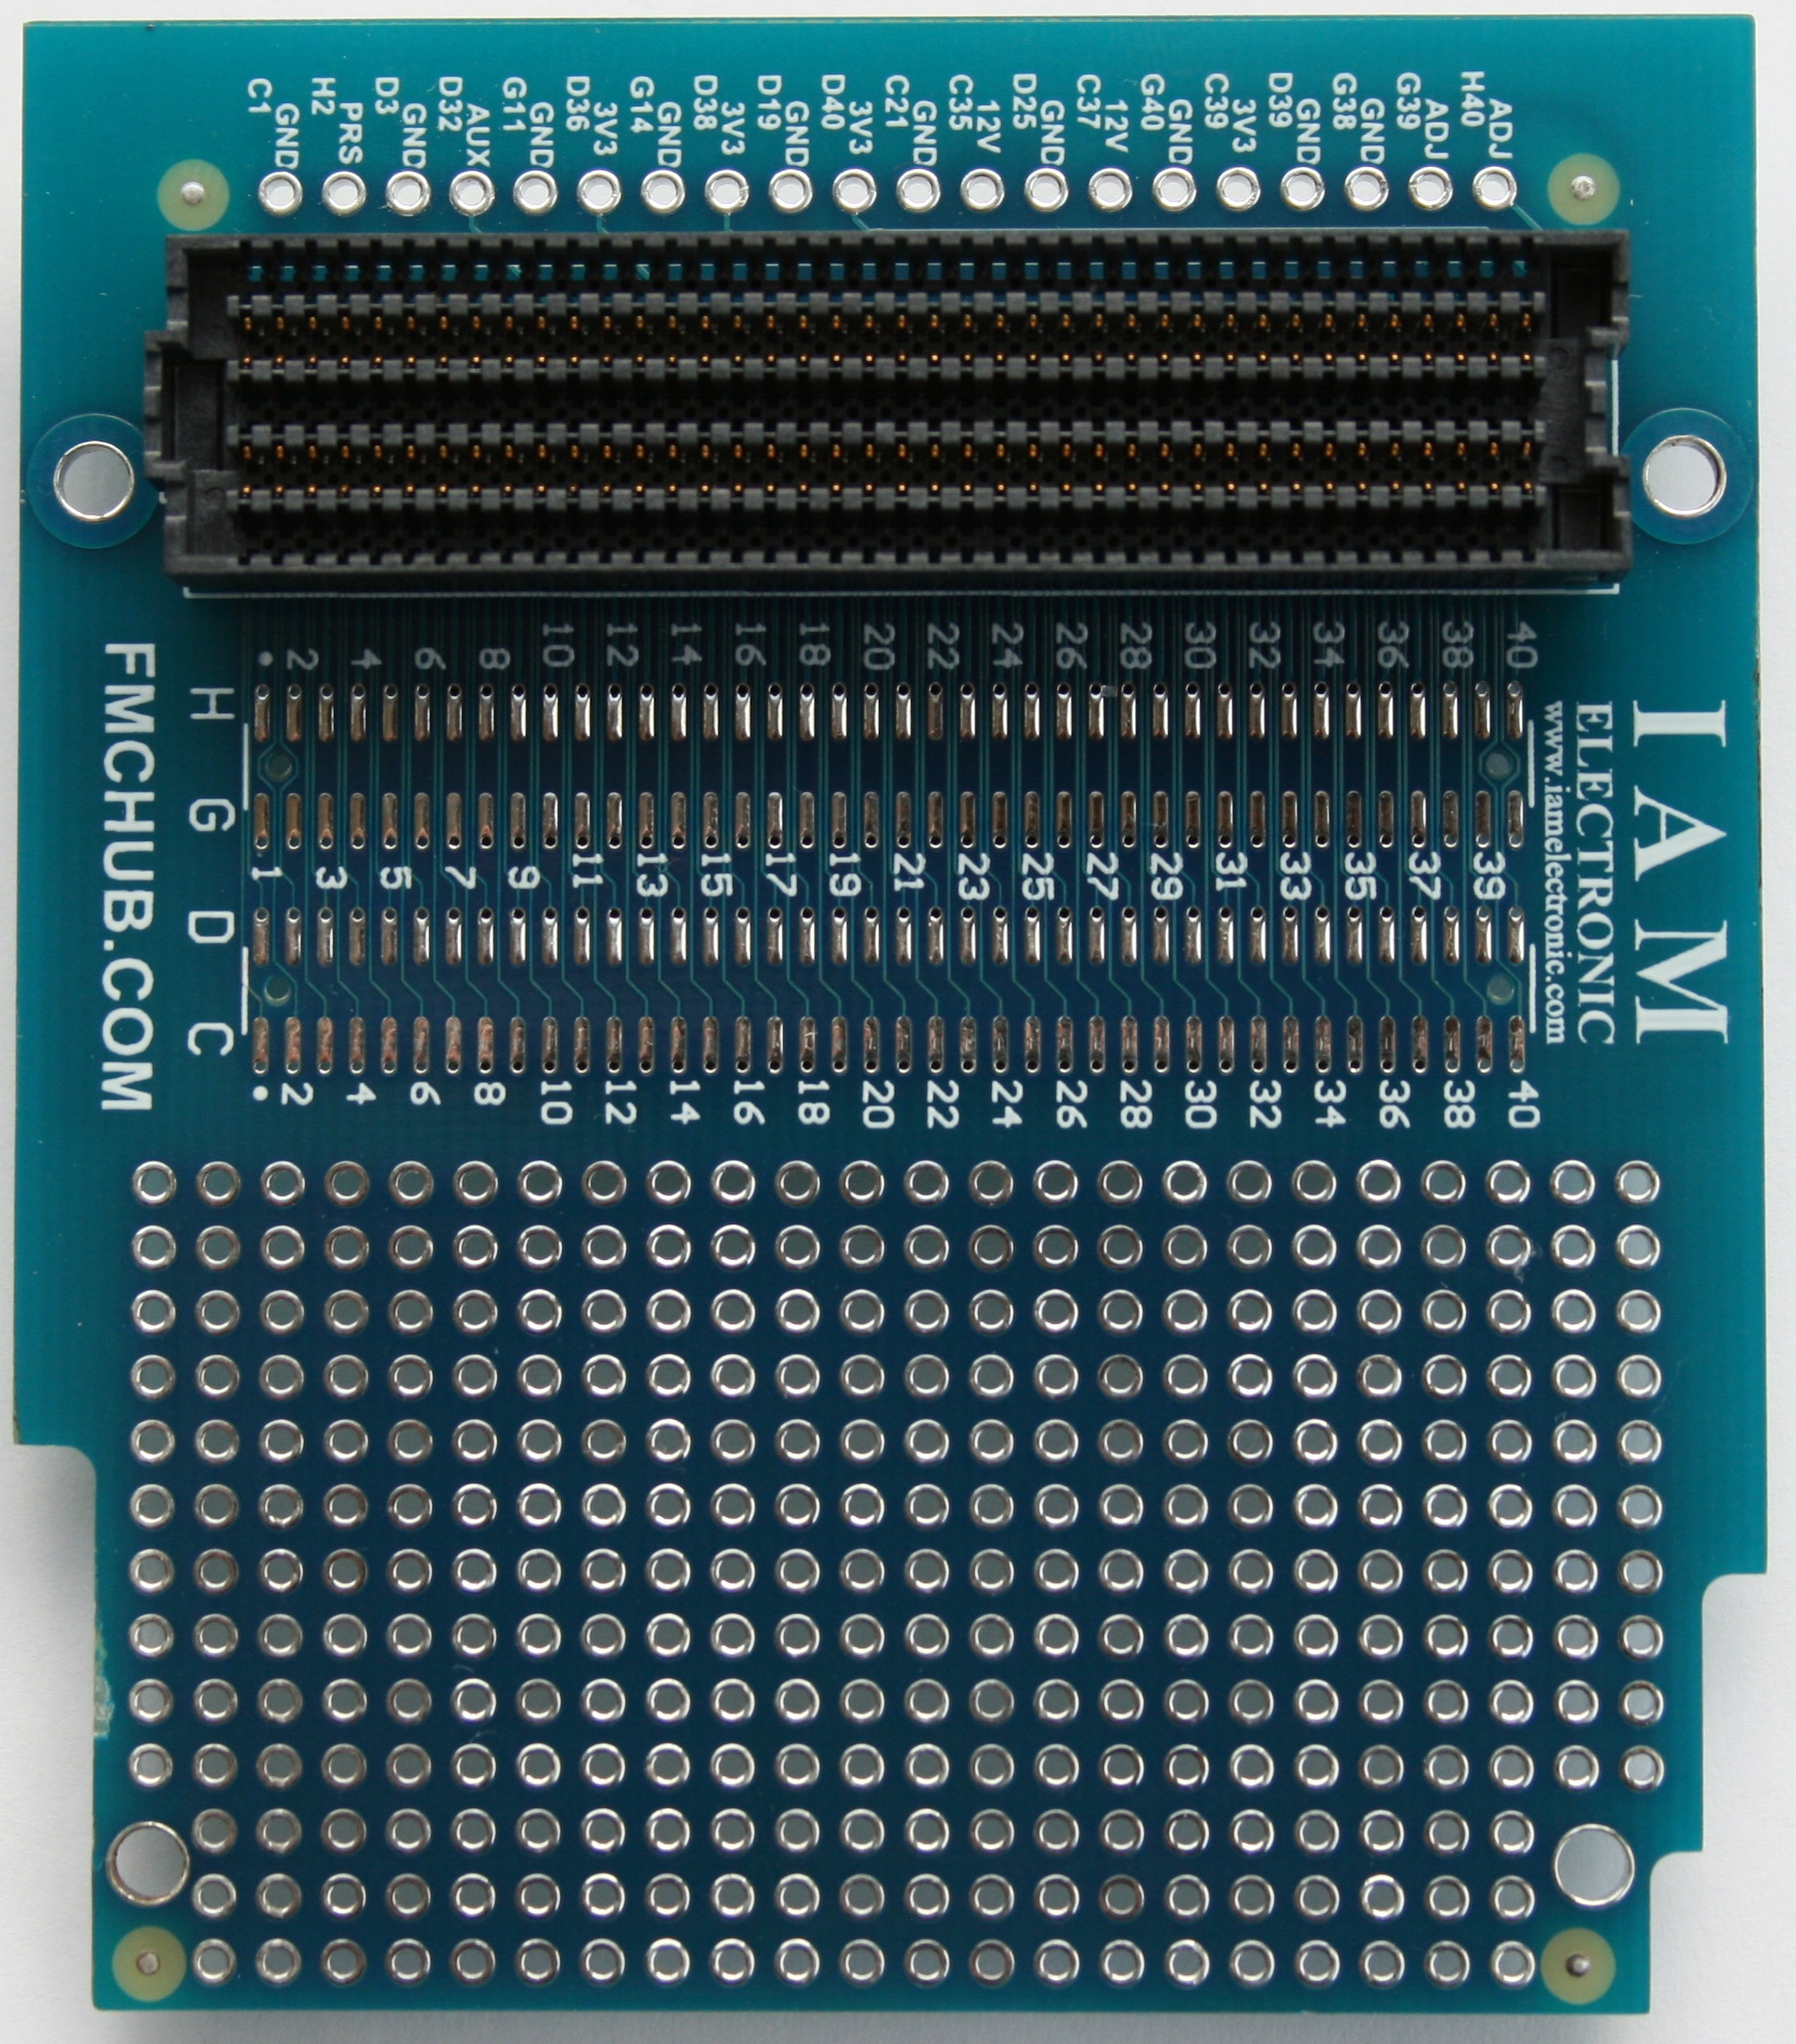 IAM
ELECTRONIC
www.iamelectronic.com
ADJ
H40
ADJ
G39
GND
G38
GND
D39
3V3
C39
GND
G40
12V
C37
GND
D25
12V
C35
GND
C21
3V3
D40
GND
D19
3V3
D38
GND
G14
3V3
D36
GND
G11
AUX
D32
GND
D3
PRS
H2
GND
C1
40 40
39
38 38
37
36 36
35
34 34
33
32 32
31
30 30
29
28 28
27
26 26
25
24 24
23
22 22
21
20 20
19
18 18
17
16 16
15
14 14
13
12 12
11
10 10
9
8 8
7
6 6
5
4 4
3
2 2
1
H G D C
FMCHUB.COM